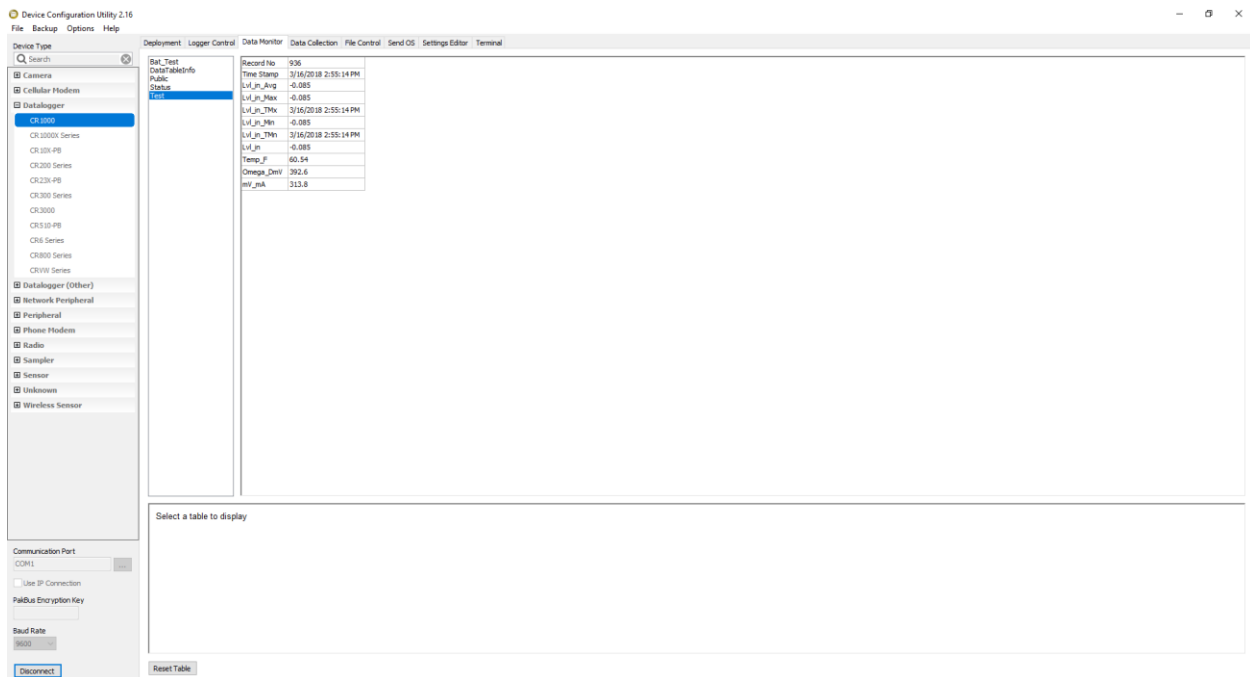 Device Configuration Utility 2.16
File Backup Options Help
Device Type
Search
Camera
Cellular Modem
Datalogger
CR1000
CR1000X Series
CR10X-PB
CR200 Series
CR23X-PB
CR300 Series
CR3000
CR510-PB
CR6 Series
CR800 Series
CRVW Series
Datalogger (Other)
Network Peripheral
Peripheral
Phone Modem
Radio
Sampler
Sensor
Unknown
Wireless Sensor
Communication Port
COM1
...
Use IP Connection
PakBus Encryption Key
Baud Rate
9600
Disconnect
Deployment Logger Control Data Monitor Data Collection File Control Send OS Settings Editor Terminal
Bat_Test
DataTableInfo
Public
Status
Test
Record No 936
Time Stamp 3/16/2018 2:55:14 PM
Lvl_in_Avg -0.085
Lvl_in_Max -0.085
Lvl_in_TMx 3/16/2018 2:55:14 PM
Lvl_in_Min -0.085
Lvl_in_TMn 3/16/2018 2:55:14 PM
Lvl_in -0.085
Temp_F 60.54
Omega_DmV 392.6
mV_mA 313.8
Select a table to display
Reset Table